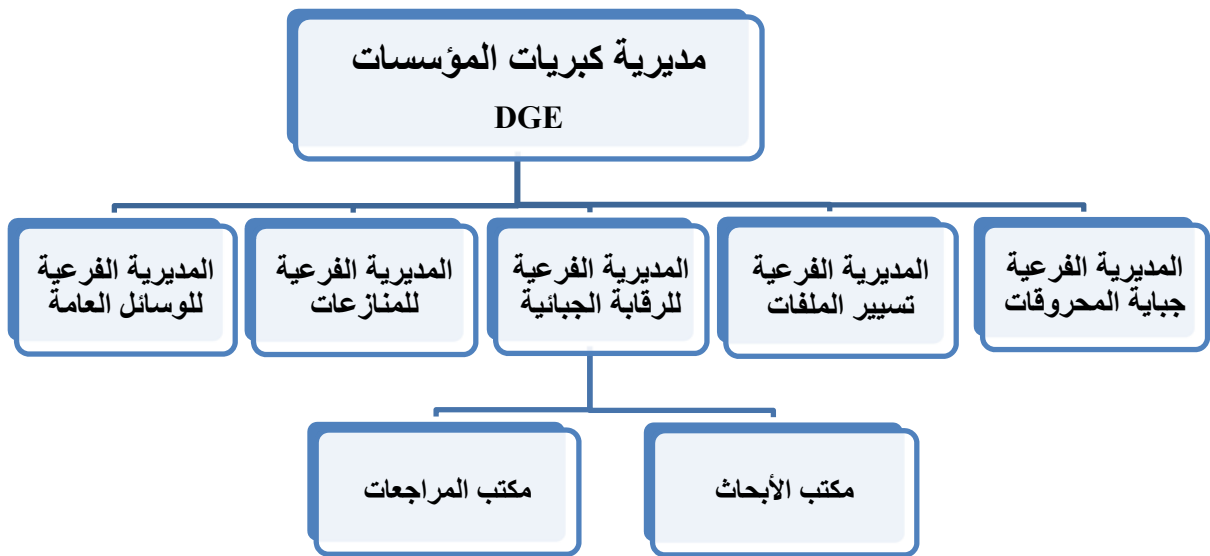 مديرية كبريات المؤسسات
DGE
المديرية الفرعية
جباية المحروقات
المديرية الفرعية
تسيير الملفات
المديرية الفرعية
للرقابة الجبائية
المديرية الفرعية
للمنازعات
المديرية الفرعية
للوسائل العامة
مكتب الأبحاث
مكتب المراجعات